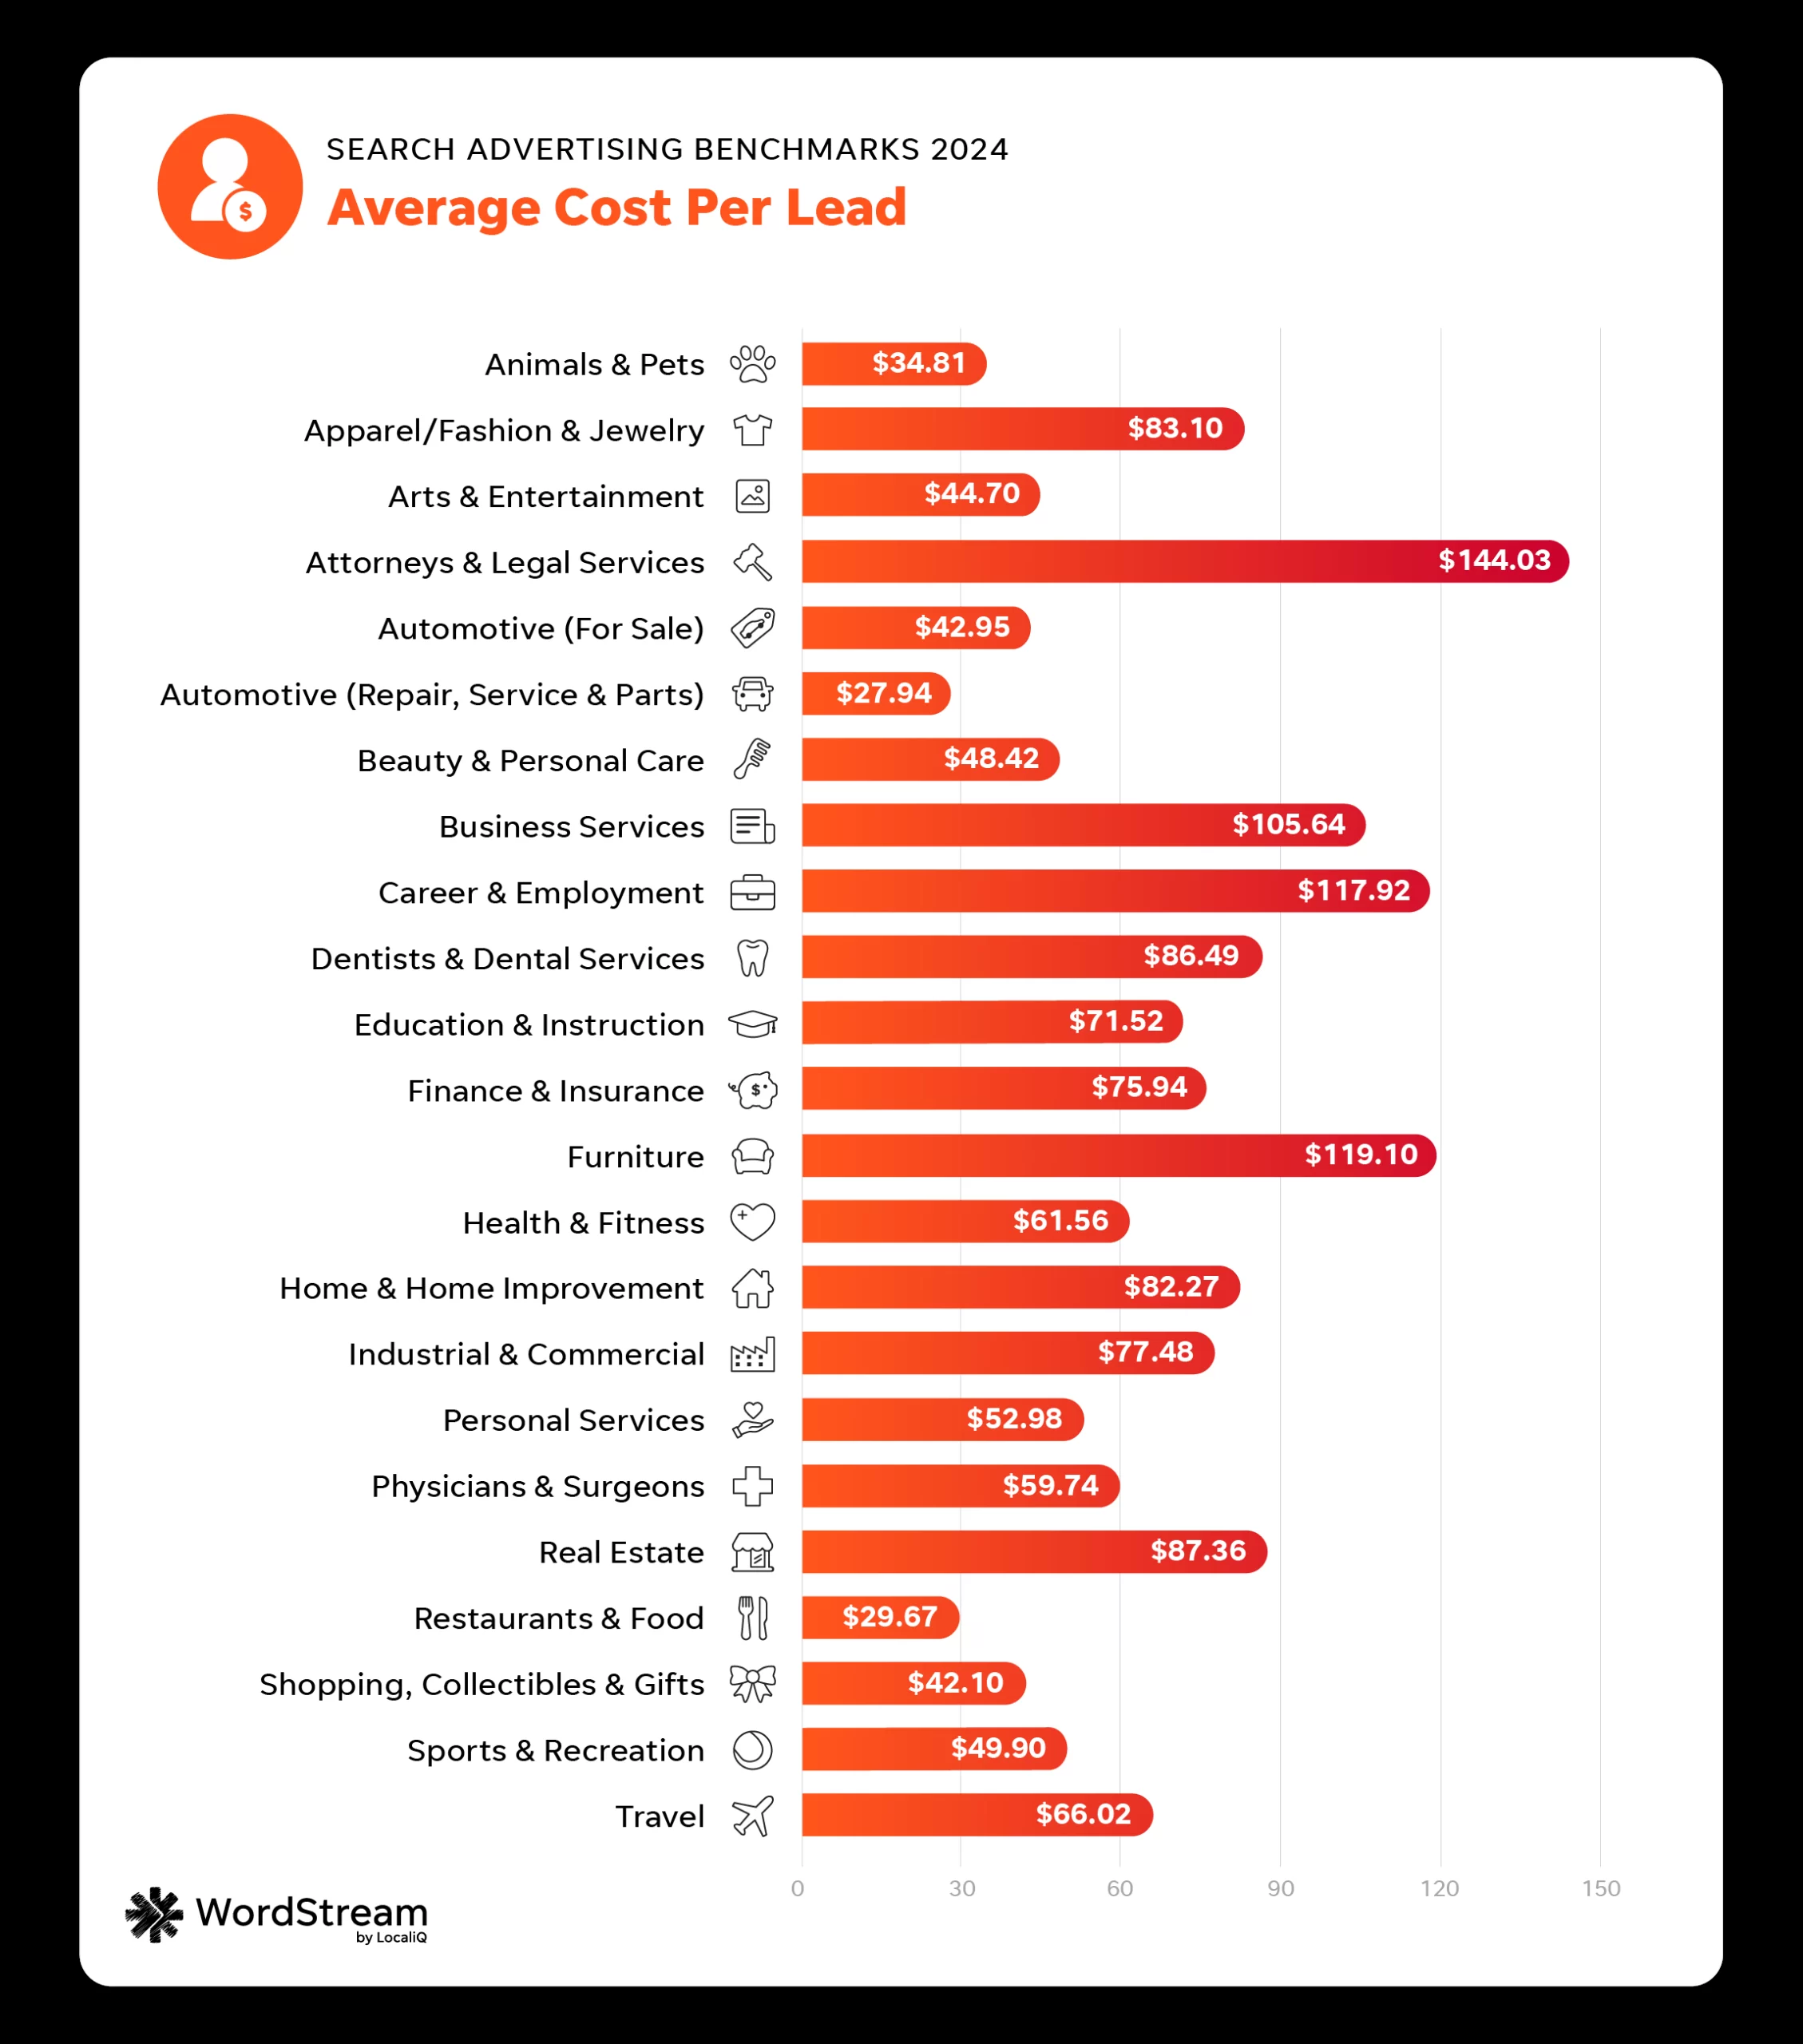 SEARCH ADVERTISING BENCHMARKS 2024
Average Cost Per Lead
Animals & Pets $34.81
Apparel/Fashion & Jewelry $83.10
Arts & Entertainment $44.70
Attorneys & Legal Services $144.03
Automotive (For Sale) $42.95
Automotive (Repair, Service & Parts) $27.94
Beauty & Personal Care $48.42
Business Services $105.64
Career & Employment $117.92
Dentists & Dental Services $86.49
Education & Instruction $71.52
Finance & Insurance $75.94
Furniture $119.10
Health & Fitness $61.56
Home & Home Improvement $82.27
Industrial & Commercial $77.48
Personal Services $52.98
Physicians & Surgeons $59.74
Real Estate $87.36
Restaurants & Food $29.67
Shopping, Collectibles & Gifts $42.10
Sports & Recreation $49.90
Travel $66.02
0 30 60 90 120 150
WordStream
by LocaliQ